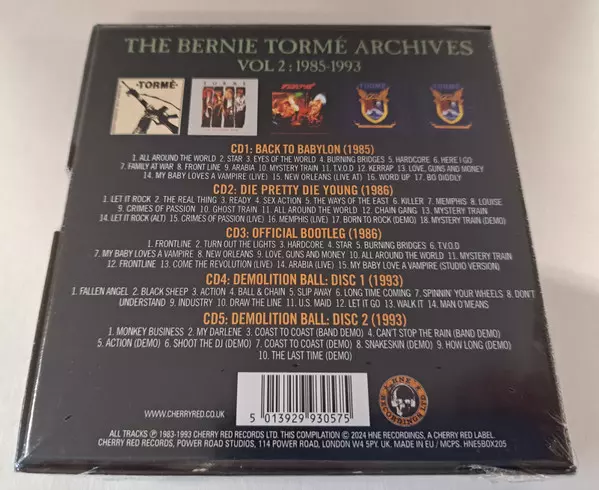 THE BERNIE TORMÉ ARCHIVES
VOL 2 : 1985-1993
TORMÉ
TORME
TORMÉ
TORMÉ
CD1: BACK TO BABYLON (1985)
1. ALL AROUND THE WORLD 2. STAR 3. EYES OF THE WORLD 4. BURNING BRIDGES 5. HARDCORE 6. HERE I GO
7. FAMILY AT WAR 8. FRONT LINE 9. ARABIA 10. MYSTERY TRAIN 11. T.V.O.D 12. KERRAP 13. LOVE, GUNS AND MONEY
14. MY BABY LOVES A VAMPIRE (LIVE) 15. NEW ORLEANS (LIVE AT) 16. WORD UP 17. BO DIDDLY
CD2: DIE PRETTY DIE YOUNG (1986)
1. LET IT ROCK 2. THE REAL THING 3. READY 4. SEX ACTION 5. THE WAYS OF THE EAST 6. KILLER 7. MEMPHIS 8. LOUISE
9. CRIMES OF PASSION 10. GHOST TRAIN 11. ALL AROUND THE WORLD 12. CHAIN GANG 13. MYSTERY TRAIN
14. LET IT ROCK (ALT) 15. CRIMES OF PASSION (LIVE) 16. MEMPHIS (LIVE) 17. BORN TO ROCK (DEMO) 18. MYSTERY TRAIN (DEMO)
CD3: OFFICIAL BOOTLEG (1986)
1. FRONTLINE 2. TURN OUT THE LIGHTS 3. HARDCORE 4. STAR 5. BURNING BRIDGES 6. T.V.O.D
7. MY BABY LOVES A VAMPIRE 8. NEW ORLEANS 9. LOVE, GUNS AND MONEY 10. ALL AROUND THE WORLD 11. MYSTERY TRAIN
12. FRONTLINE 13. COME THE REVOLUTION (LIVE) 14. ARABIA (LIVE) 15. MY BABY LOVE A VAMPIRE (STUDIO VERSION)
CD4: DEMOLITION BALL: DISC 1 (1993)
1. FALLEN ANGEL 2. BLACK SHEEP 3. ACTION 4. BALL & CHAIN 5. SLIP AWAY 6. LONG TIME COMING 7. SPINNIN' YOUR WHEELS 8. DON'T
UNDERSTAND 9. INDUSTRY 10. DRAW THE LINE 11. U.S. MAID 12. LET IT GO 13. WALK IT 14. MAN O'MEANS
CD5: DEMOLITION BALL: DISC 2 (1993)
1. MONKEY BUSINESS 2. MY DARLENE 3. COAST TO COAST (BAND DEMO) 4. CAN'T STOP THE RAIN (BAND DEMO)
5. ACTION (DEMO) 6. SHOOT THE DJ (DEMO) 7. COAST TO COAST (DEMO) 8. SNAKESKIN (DEMO) 9. HOW LONG (DEMO)
10. THE LAST TIME (DEMO)
WWW.CHERRYRED.CO.UK
5 013929 930575
HNE
ALL TRACKS ℗ 1983-1993 CHERRY RED RECORDS LTD. THIS COMPILATION © 2024 HNE RECORDINGS, A CHERRY RED LABEL.
CHERRY RED RECORDS, POWER ROAD STUDIOS, 114 POWER ROAD, LONDON W4 5PY. UK. MADE IN EU / MCPS. HNE5BOX205